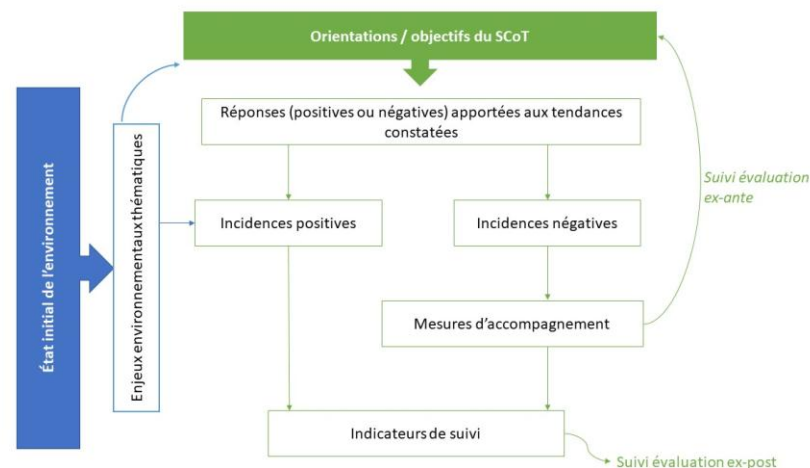 Orientations / objectifs du SCoT
État initial de l'environnement
Enjeux environnementaux thématiques
Réponses (positives ou négatives) apportées aux tendances
constatées
Suivi évaluation
ex-ante
Incidences positives
Incidences négatives
Mesures d'accompagnement
Indicateurs de suivi
Suivi évaluation ex-post